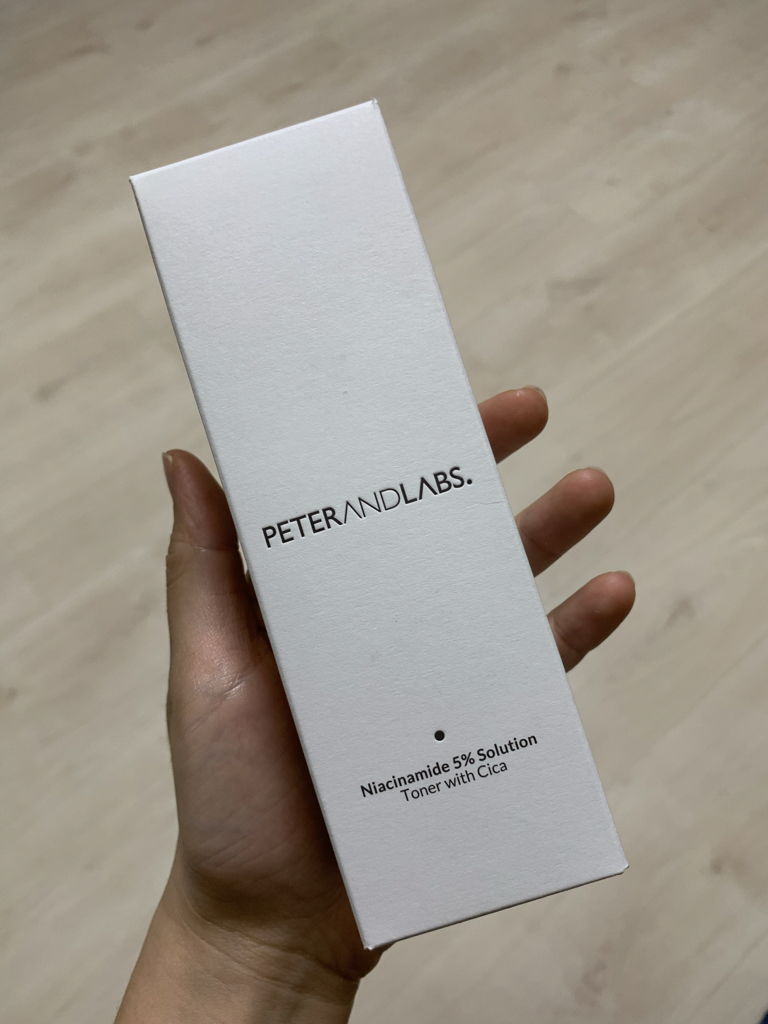 PETERANDLABS.
Niacinamide 5% Solution
Toner with Cica